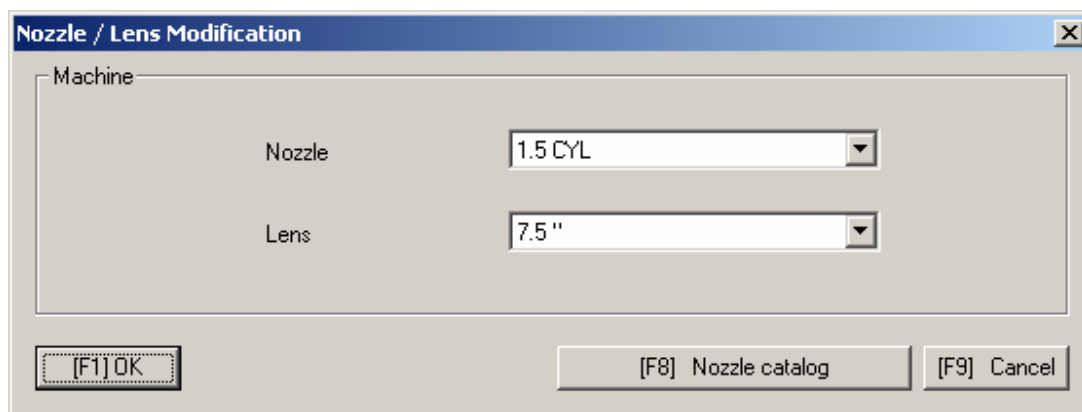 Nozzle / Lens Modification
Machine
Nozzle 1.5 CYL
Lens 7.5 "
[F1] OK [F8] Nozzle catalog [F9] Cancel